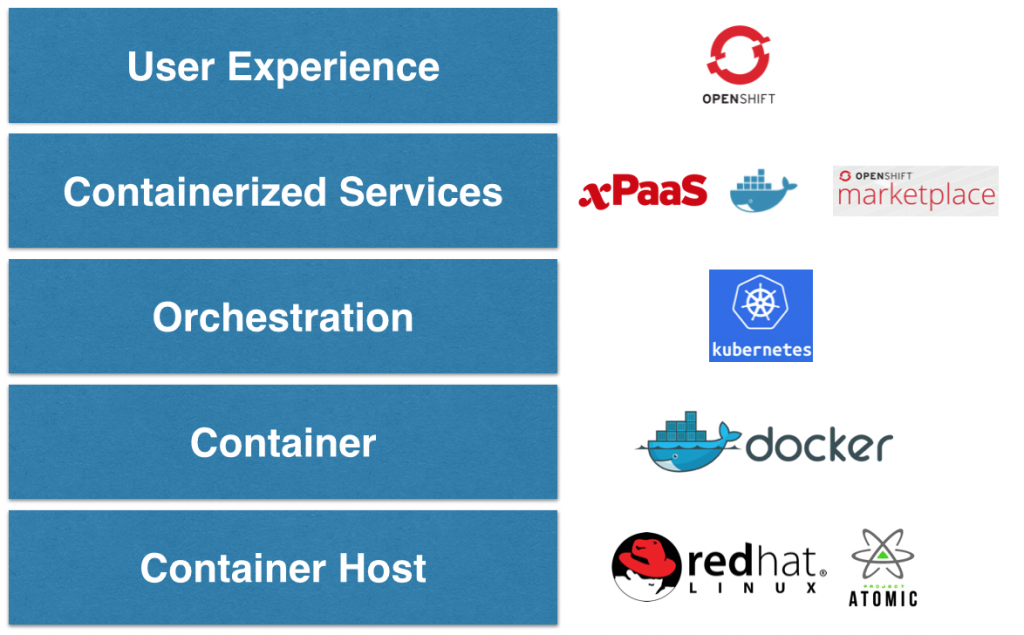 User Experience
OPENSHIFT
Containerized Services
xPaaS
OPENSHIFT
marketplace
Orchestration
kubernetes
Container
docker
Container Host
redhat®
LINUX
PROJECT
ATOMIC